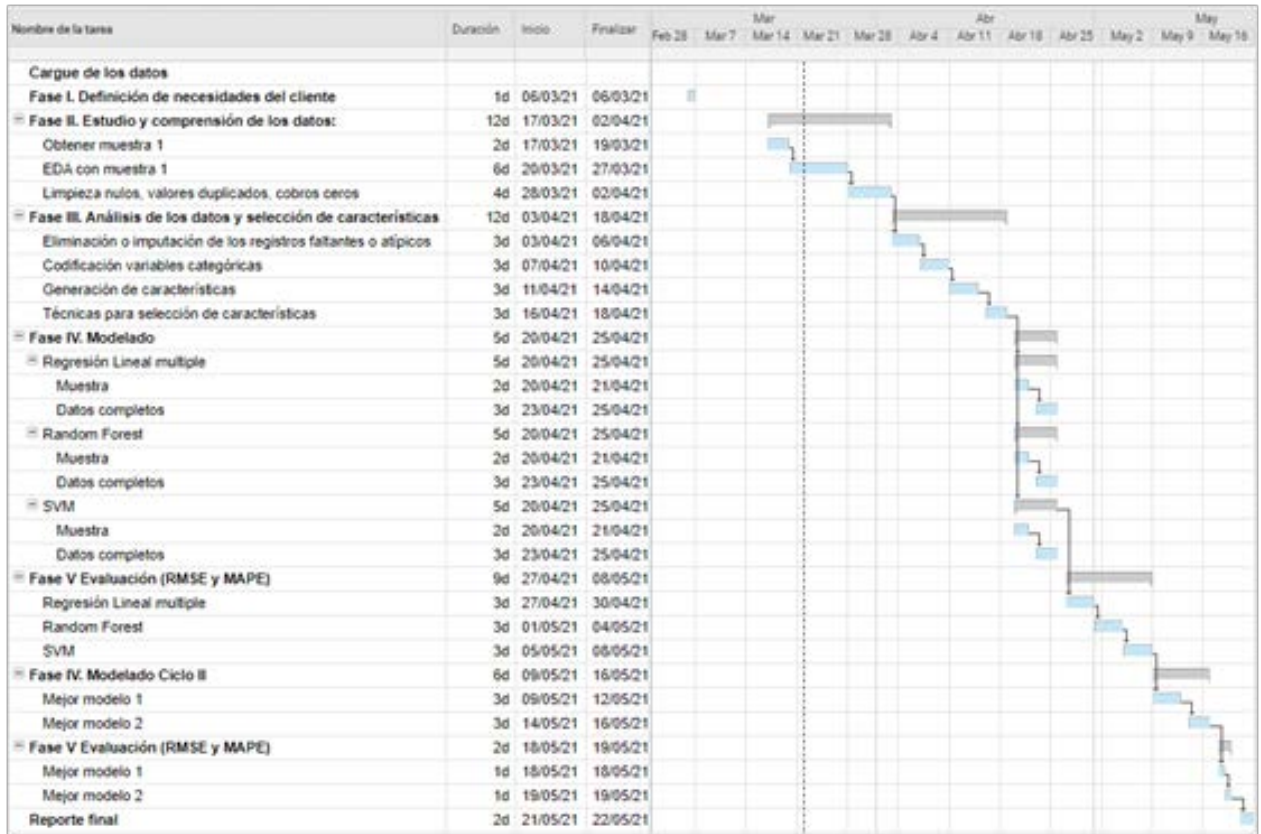 Nombre de la tarea Duración Inicio Finalizar
Mar Abr May
Feb 28 Mar 7 Mar 14 Mar 21 Mar 28 Abr 4 Abr 11 Abr 18 Abr 25 May 2 May 9 May 16
Cargue de los datos
Fase I. Definición de necesidades del cliente 1d 06/03/21 06/03/21
Fase II. Estudio y comprensión de los datos: 12d 17/03/21 02/04/21
Obtener muestra 1 2d 17/03/21 19/03/21
EDA con muestra 1 6d 20/03/21 27/03/21
Limpieza nulos, valores duplicados, cobros ceros 4d 28/03/21 02/04/21
Fase III. Análisis de los datos y selección de características 12d 03/04/21 18/04/21
Eliminación o imputación de los registros faltantes o atípicos 3d 03/04/21 06/04/21
Codificación variables categóricas 3d 07/04/21 10/04/21
Generación de características 3d 11/04/21 14/04/21
Técnicas para selección de características 3d 16/04/21 18/04/21
Fase IV. Modelado 5d 20/04/21 25/04/21
Regresión Lineal multiple 5d 20/04/21 25/04/21
Muestra 2d 20/04/21 21/04/21
Datos completos 3d 23/04/21 25/04/21
Random Forest 5d 20/04/21 25/04/21
Muestra 2d 20/04/21 21/04/21
Datos completos 3d 23/04/21 25/04/21
SVM 5d 20/04/21 25/04/21
Muestra 2d 20/04/21 21/04/21
Datos completos 3d 23/04/21 25/04/21
Fase V Evaluación (RMSE y MAPE) 9d 27/04/21 08/05/21
Regresión Lineal multiple 3d 27/04/21 30/04/21
Random Forest 3d 01/05/21 04/05/21
SVM 3d 05/05/21 08/05/21
Fase IV. Modelado Ciclo II 6d 09/05/21 16/05/21
Mejor modelo 1 3d 09/05/21 12/05/21
Mejor modelo 2 3d 14/05/21 16/05/21
Fase V Evaluación (RMSE y MAPE) 2d 18/05/21 19/05/21
Mejor modelo 1 1d 18/05/21 18/05/21
Mejor modelo 2 1d 19/05/21 19/05/21
Reporte final 2d 21/05/21 22/05/21